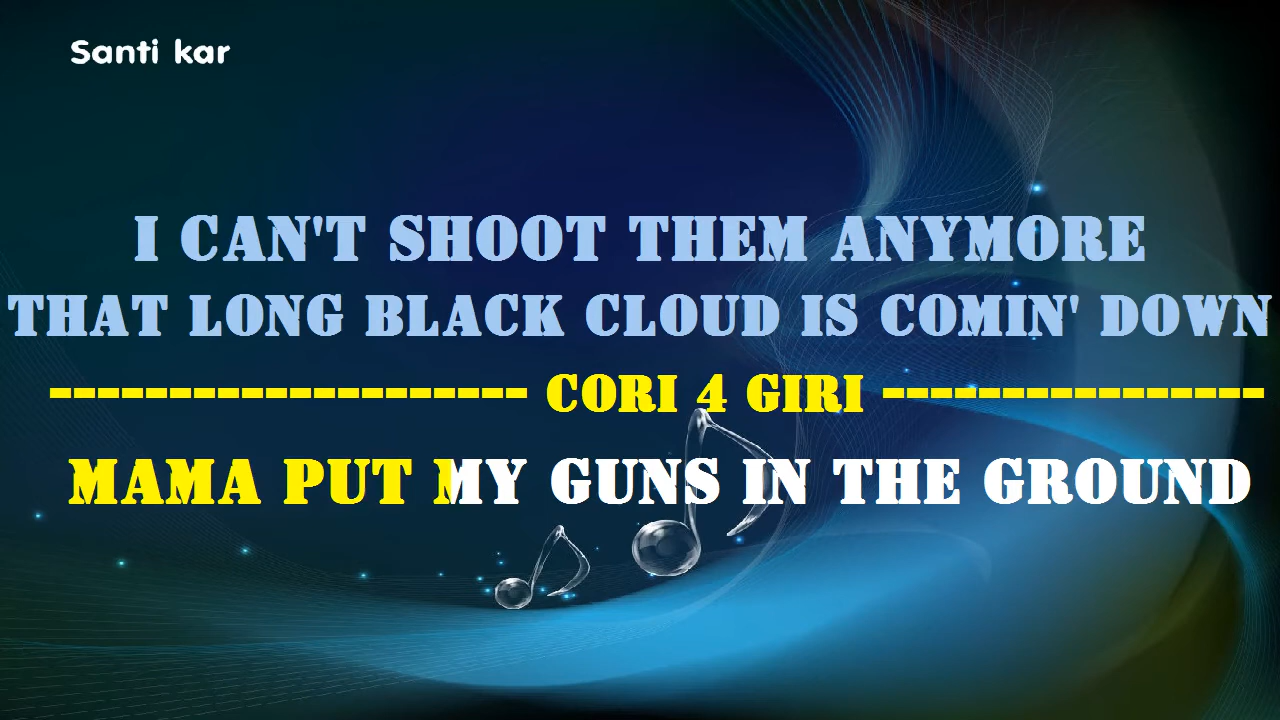 Santi kar
I CAN'T SHOOT THEM ANYMORE
THAT LONG BLACK CLOUD IS COMIN' DOWN
-------------------- CORI 4 GIRI ----------------
MAMA PUT MY GUNS IN THE GROUND